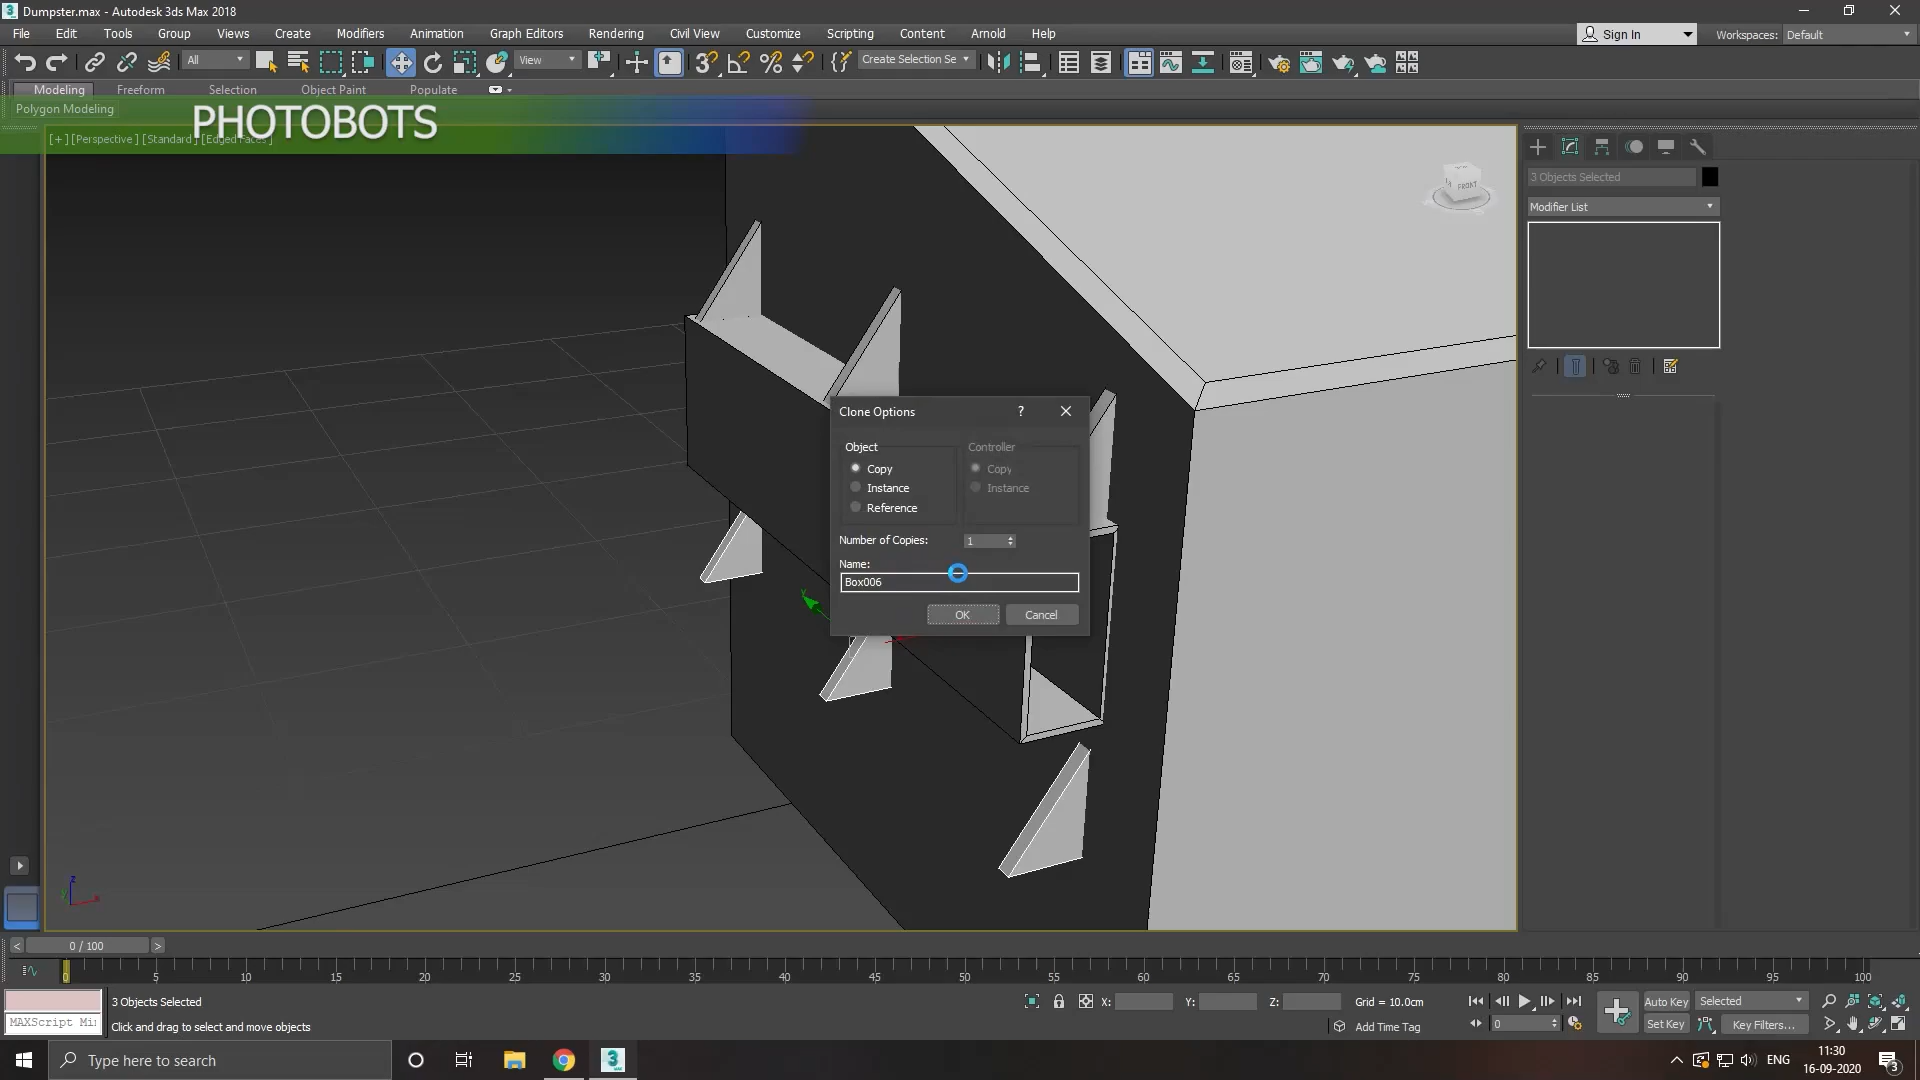 Dumpster.max - Autodesk 3ds Max 2018
File Edit Tools Group Views Create Modifiers Animation Graph Editors Rendering Civil View Customize Scripting Content Arnold Help
Sign In Workspaces: Default
All View Create Selection Se
Modeling Freeform Selection Object Paint Populate
Polygon Modeling
PHOTOBOTS
[+] [Perspective] [Standard] [Edged Faces]
FRONT
3 Objects Selected
Modifier List
Clone Options ?
Object Controller
Copy Copy
Instance Instance
Reference
Number of Copies: 1
Name:
Box006
OK Cancel
y
z
y x
< 0 / 100 >
0 5 10 15 20 25 30 35 40 45 50 55 60 65 70 75 80 85 90 95 100
3 Objects Selected X: Y: Z: Grid = 10.0cm Auto Key Selected
MAXScript Mi
Click and drag to select and move objects Add Time Tag 0 Set Key Key Filters...
Type here to search
ENG
11:30
16-09-2020
3